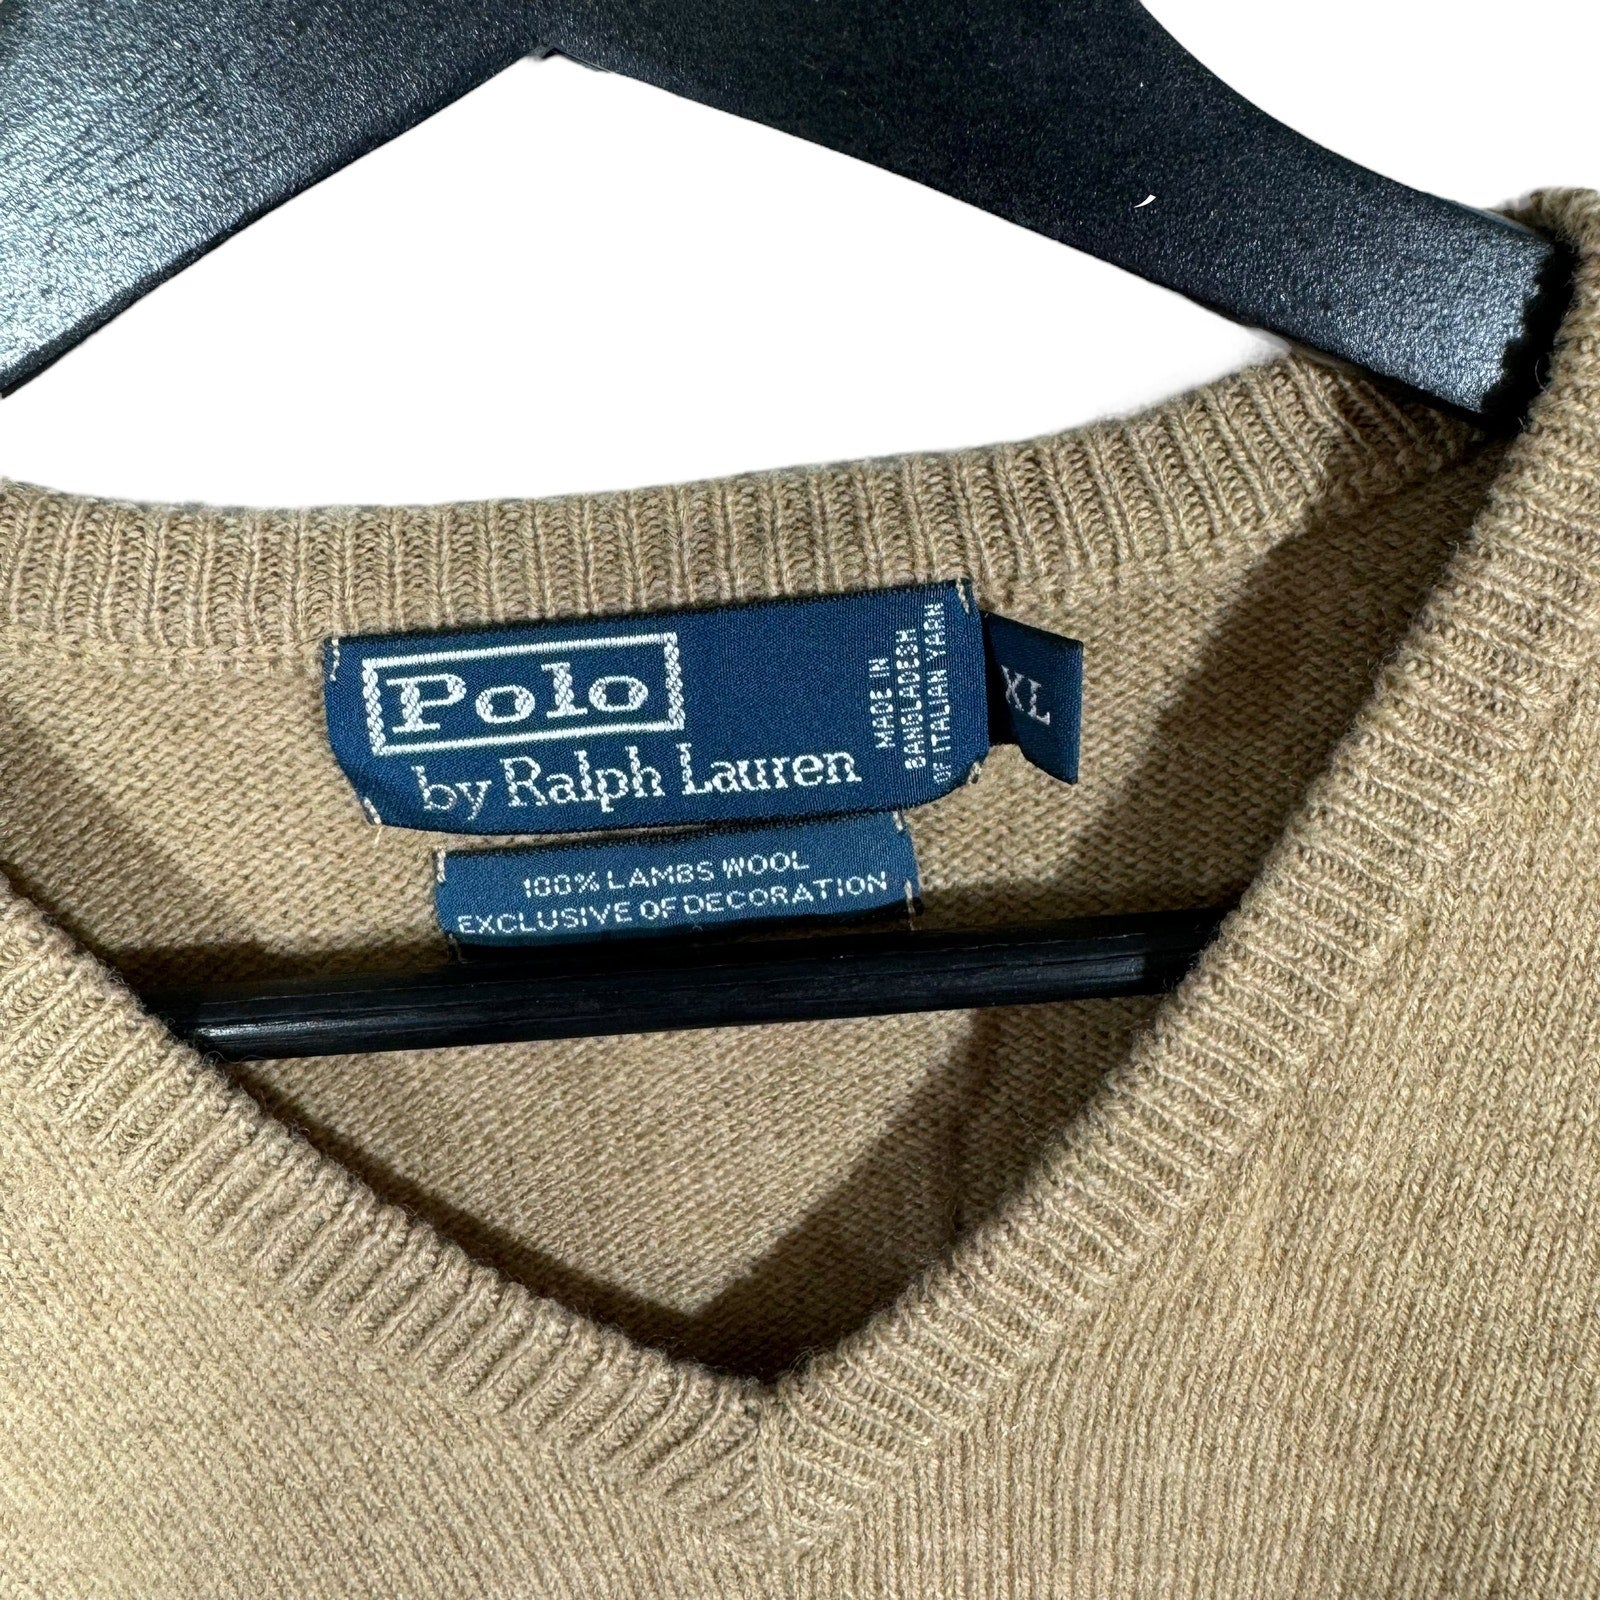 Polo
by Ralph Lauren
MADE IN
BANGLADESH
OF ITALIAN YARN
XL
100% LAMBS WOOL
EXCLUSIVE OF DECORATION